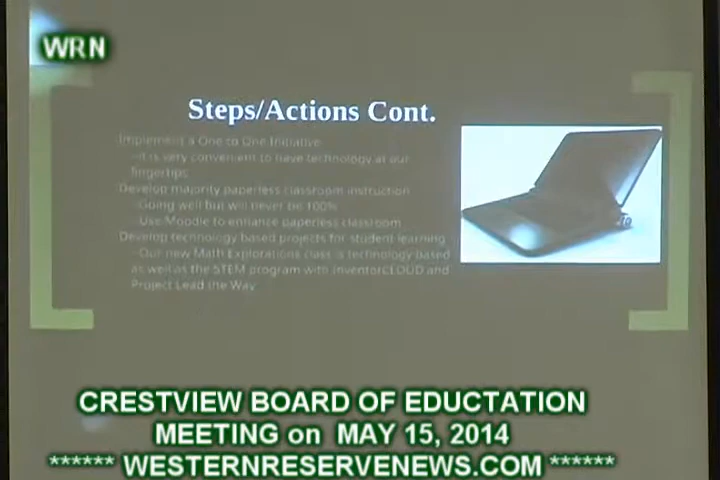 WRN
Steps/Actions Cont.
Implement a One to One Initiative
-It is very convenient to have technology at our
fingertips
Develop majority paperless classroom instruction
-Going well but will never be 100%
-Use Moodle to enhance paperless classroom
Develop technology based projects for student learning
-Our new Math Explorations class is technology based
as well as the STEM program with InventorCLOUD and
Project Lead the Way
CRESTVIEW BOARD OF EDUCTATION
MEETING on MAY 15, 2014
****** WESTERNRESERVENEWS.COM ******